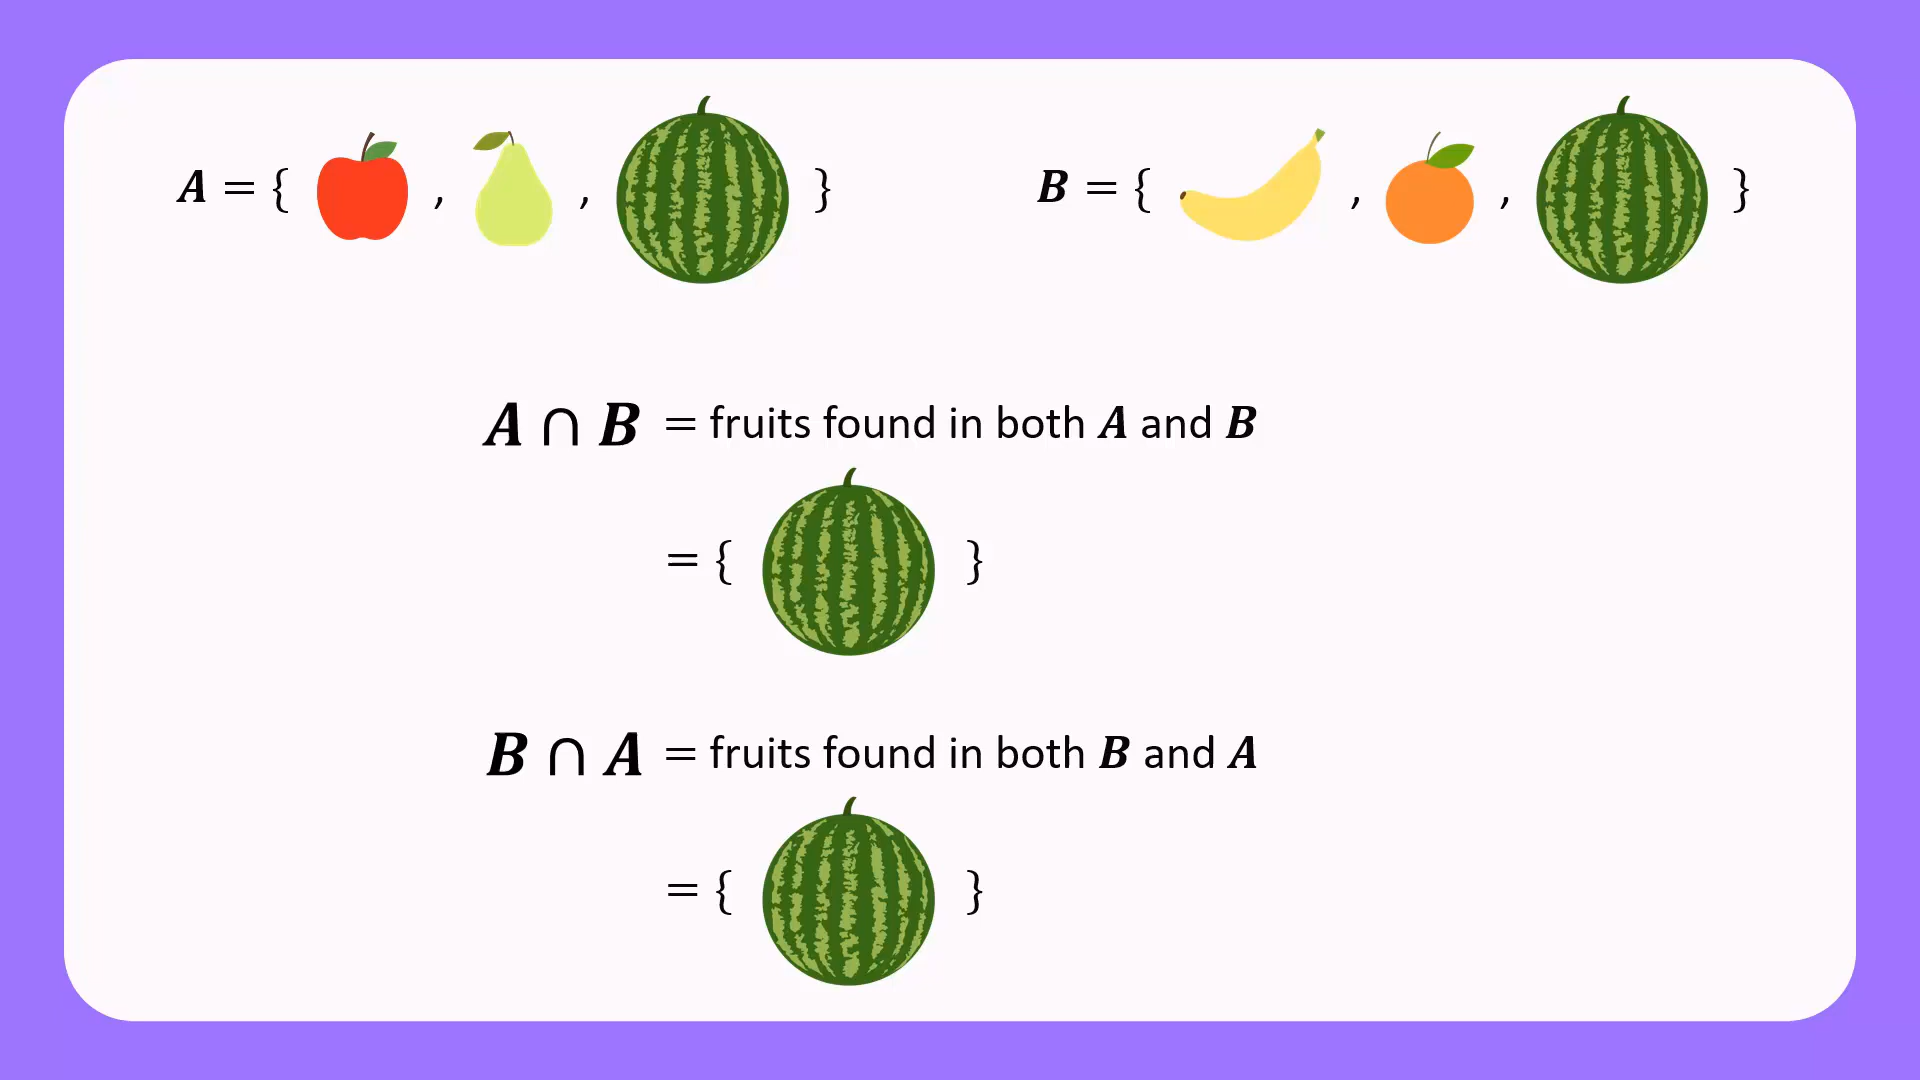 A = { , , }
B = { , , }
A ∩ B = fruits found in both A and B
= { }
B ∩ A = fruits found in both B and A
= { }